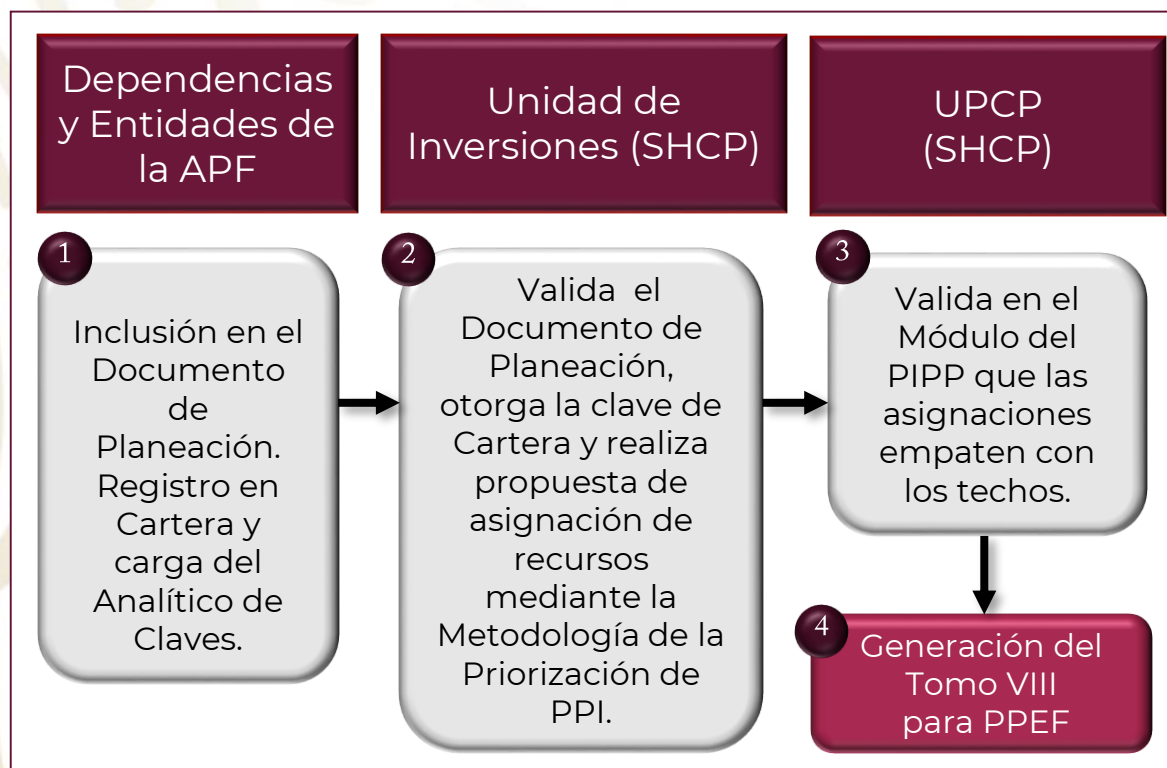 Dependencias
y Entidades de
la APF
Unidad de
Inversiones (SHCP)
UPCP
(SHCP)
1
Inclusión en el
Documento
de
Planeación.
Registro en
Cartera y
carga del
Analítico de
Claves.
2
Valida el
Documento de
Planeación,
otorga la clave de
Cartera y realiza
propuesta de
asignación de
recursos
mediante la
Metodología de la
Priorización de
PPI.
3
Valida en el
Módulo del
PIPP que las
asignaciones
empaten con
los techos.
4
Generación del
Tomo VIII
para PPEF